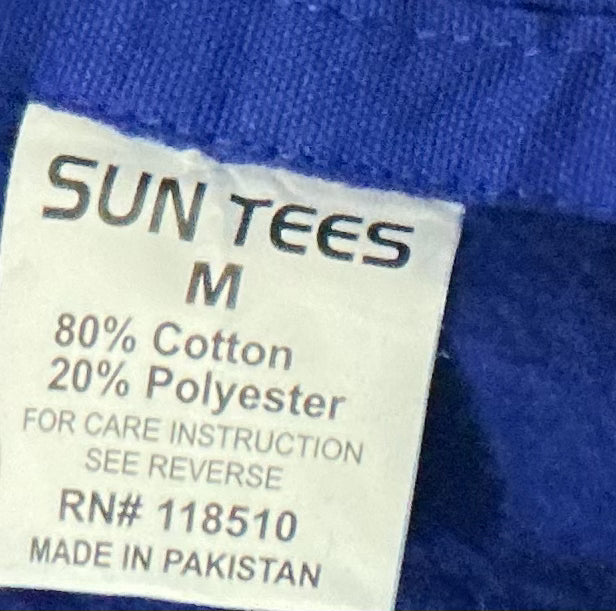 SUN TEES
M
80% Cotton
20% Polyester
FOR CARE INSTRUCTION
SEE REVERSE
RN# 118510
MADE IN PAKISTAN